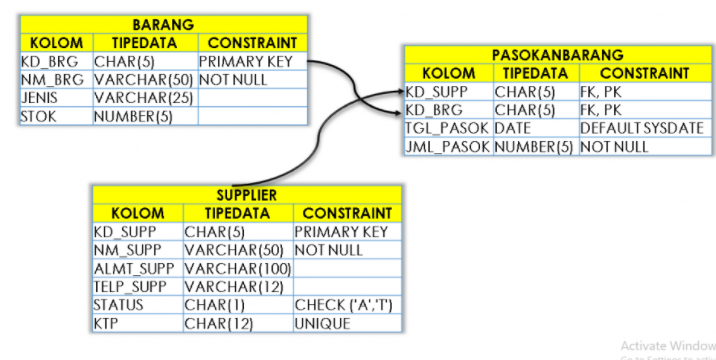 BARANG
KOLOM TIPEDATA CONSTRAINT
KD_BRG CHAR(5) PRIMARY KEY
NM_BRG VARCHAR(50) NOT NULL
JENIS VARCHAR(25)
STOK NUMBER(5)
PASOKANBARANG
KOLOM TIPEDATA CONSTRAINT
KD_SUPP CHAR(5) FK, PK
KD_BRG CHAR(5) FK, PK
TGL_PASOK DATE DEFAULT SYSDATE
JML_PASOK NUMBER(5) NOT NULL
SUPPLIER
KOLOM TIPEDATA CONSTRAINT
KD_SUPP CHAR(5) PRIMARY KEY
NM_SUPP VARCHAR(50) NOT NULL
ALMT_SUPP VARCHAR(100)
TELP_SUPP VARCHAR(12)
STATUS CHAR(1) CHECK ('A','T')
KTP CHAR(12) UNIQUE
Activate Window